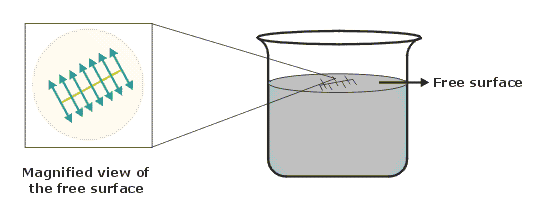 Free surface
Magnified view of
the free surface